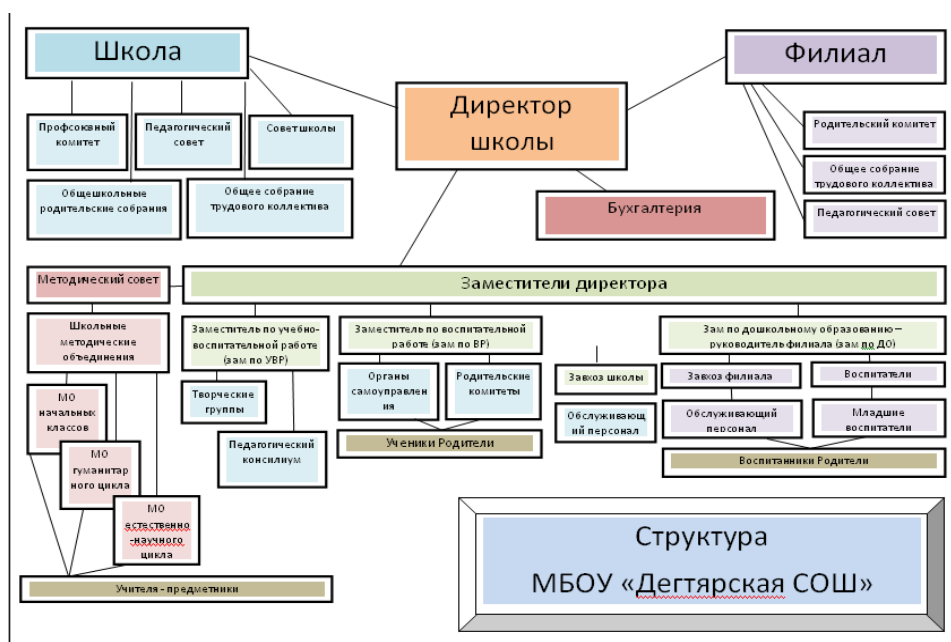 Школа
Филиал
Директор
школы
Профсоюзный
комитет
Педагогический
совет
Совет школы
Общешкольные
родительские собрания
Общее собрание
трудового коллектива
Родительский комитет
Общее собрание
трудового коллектива
Педагогический совет
Бухгалтерия
Методический совет
Заместители директора
Школьные
методические
объединения
Заместитель по учебно-
воспитательной работе
(зам по УВР)
Заместитель по воспитательной
работе (зам по ВР)
Зам по дошкольному образованию –
руководитель филиала (зам по ДО)
МО
начальных
классов
МО
гуманитар
ного цикла
МО
естественно
-научного
цикла
Творческие
группы
Педагогический
консилиум
Органы
самоуправлен
ия
Родительские
комитеты
Ученики Родители
Завхоз школы
Обслуживающ
ий персонал
Завхоз филиала
Воспитатели
Обслуживающий
персонал
Младшие
воспитатели
Воспитанники Родители
Учителя - предметники
Структура
МБОУ «Дегтярская СОШ»